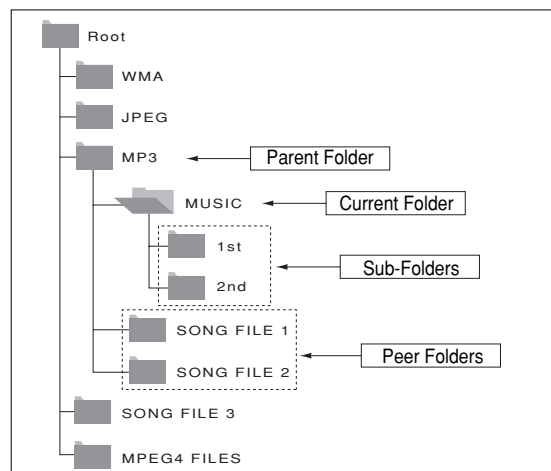 Root
WMA
JPEG
MP3
Parent Folder
MUSIC
Current Folder
1st
Sub-Folders
2nd
SONG FILE 1
Peer Folders
SONG FILE 2
SONG FILE 3
MPEG4 FILES